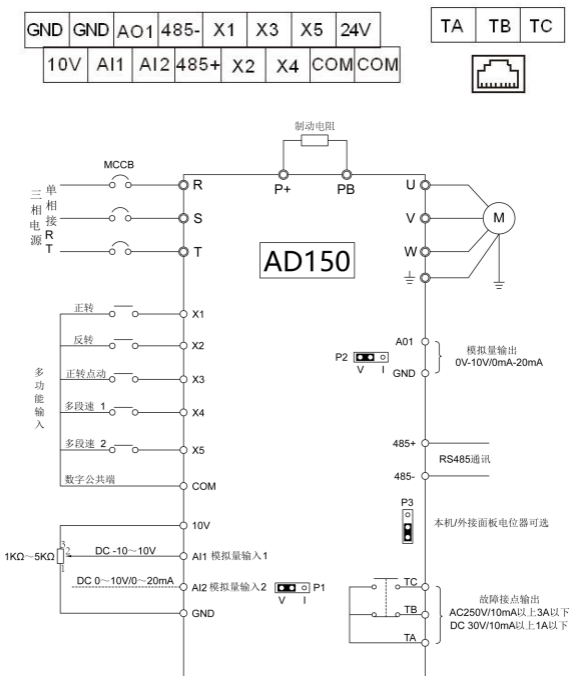 GND GND AO1 485- X1 X3 X5 24V
10V AI1 AI2 485+ X2 X4 COM COM
TA TB TC
制动电阻
MCCB
P+ PB
三相电源
单相接RT
R
S
T
U
V
W
M
AD150
正转 X1
反转 X2
正转点动 X3
多段速 1 X4
多段速 2 X5
数字公共端 COM
多功能输入
A01
GND
模拟量输出
0V-10V/0mA-20mA
P2
V I
485+
485-
RS485通讯
P3
本机/外接面板电位器可选
10V
1KΩ~5KΩ
3
2
1
DC -10~10V
AI1 模拟量输入1
DC 0~10V/0~20mA
AI2 模拟量输入2
P1
V I
GND
TC
TB
TA
故障接点输出
AC250V/10mA以上3A以下
DC 30V/10mA以上1A以下